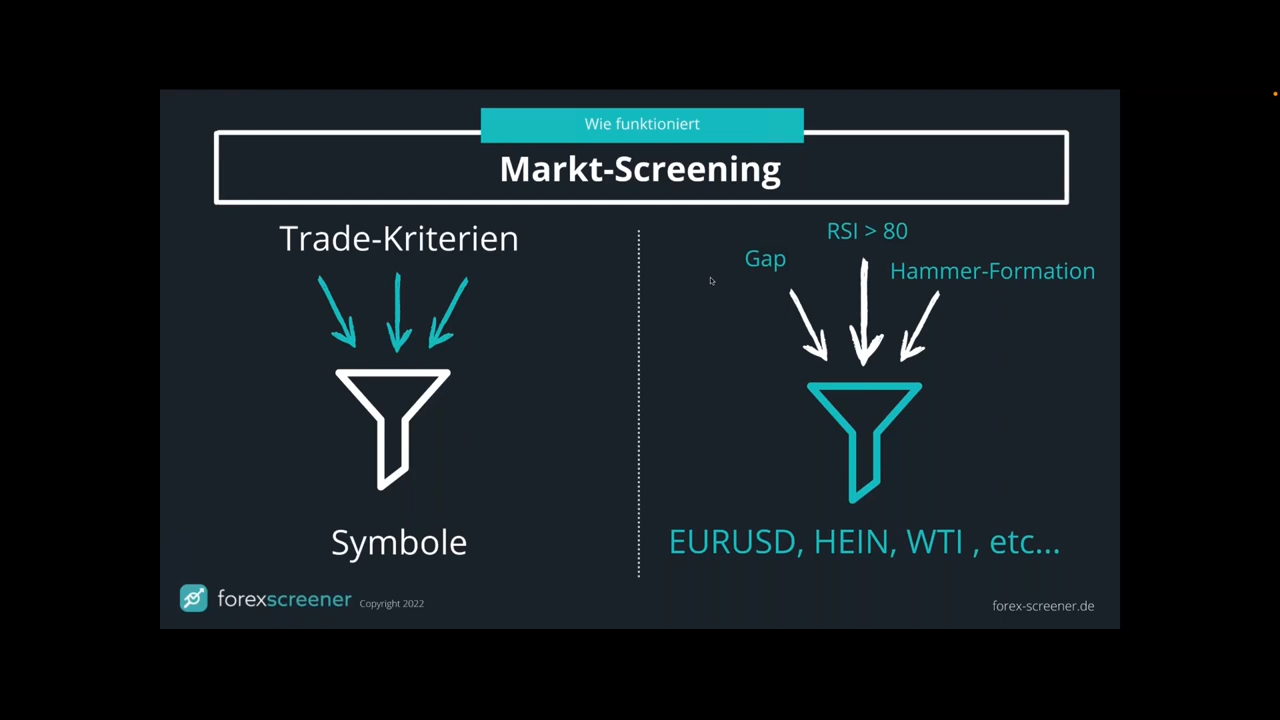 Wie funktioniert
Markt-Screening
Trade-Kriterien
Symbole
RSI > 80
Gap
Hammer-Formation
EURUSD, HEIN, WTI , etc...
forexscreener Copyright 2022
forex-screener.de